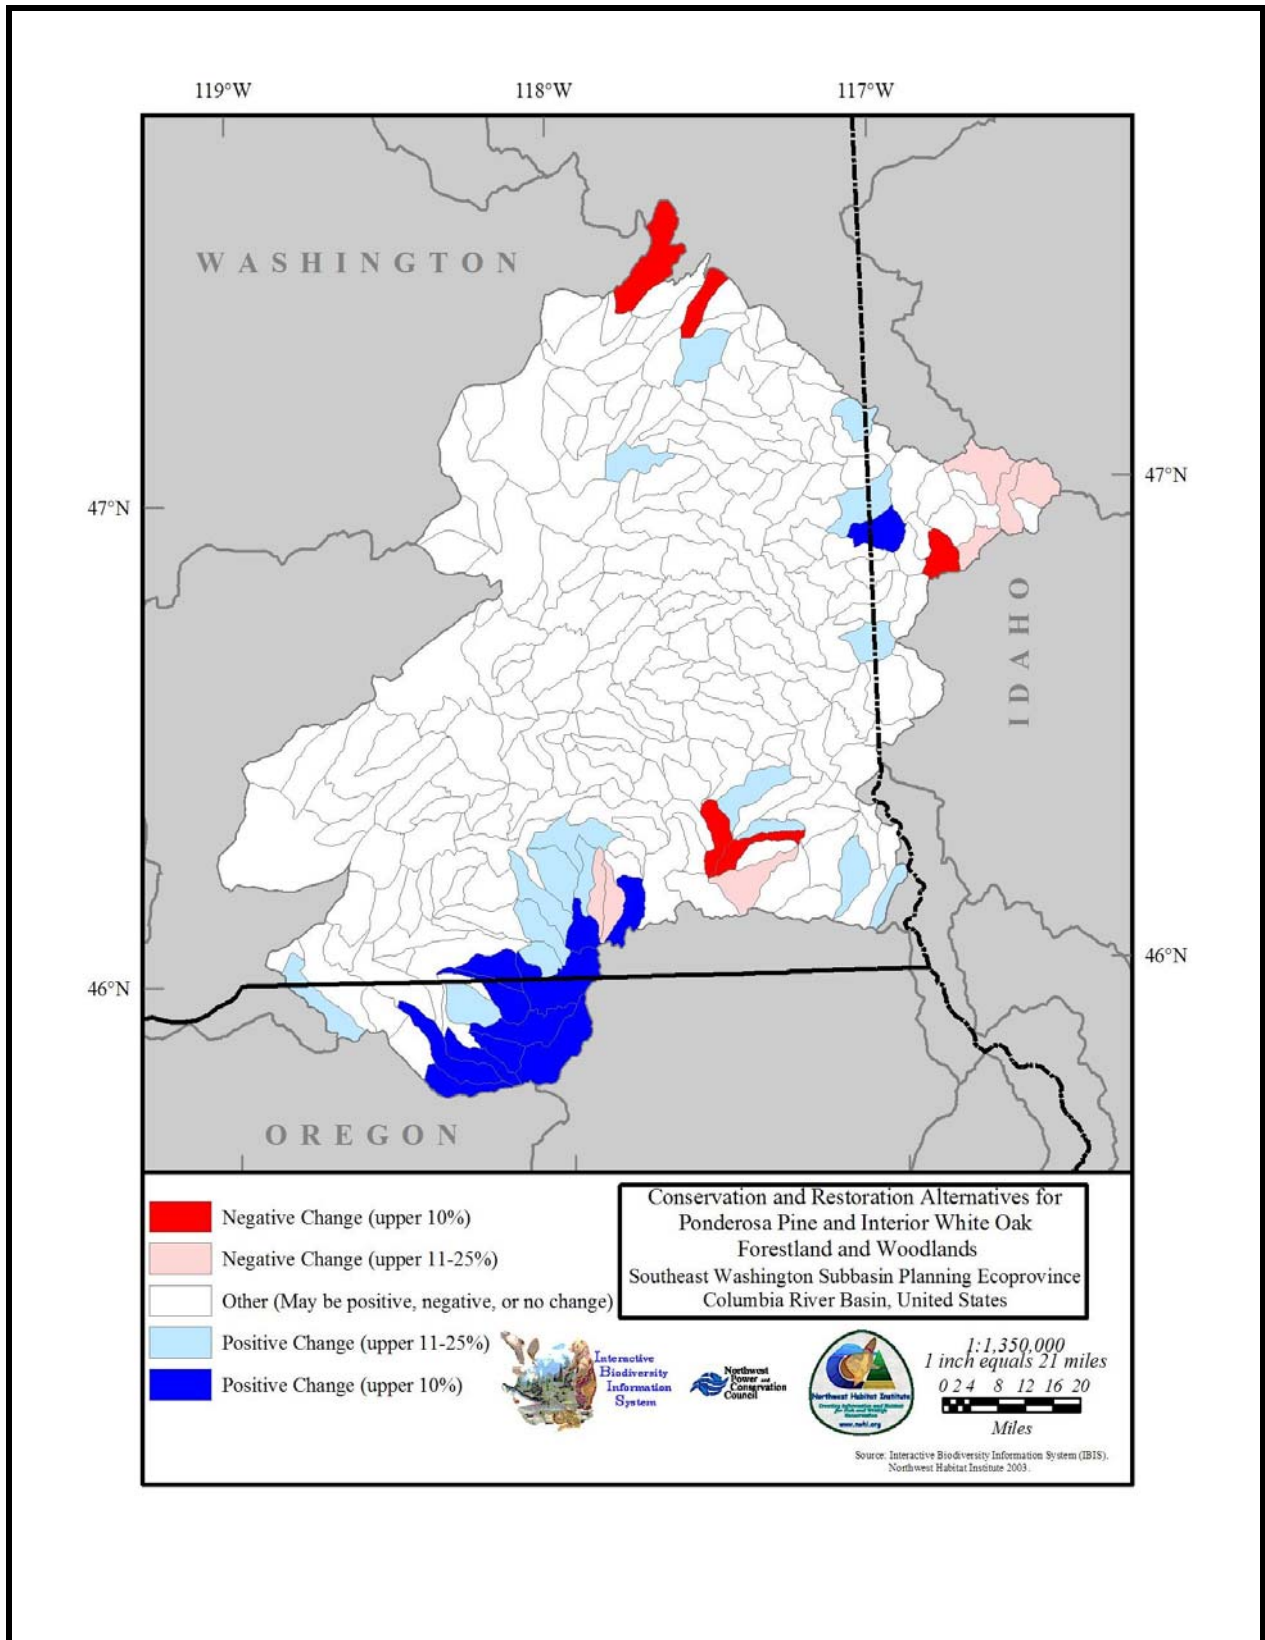 119°W 118°W 117°W
WASHINGTON
47°N
47°N
IDAHO
46°N
46°N
OREGON
Negative Change (upper 10%)
Negative Change (upper 11-25%)
Other (May be positive, negative, or no change)
Positive Change (upper 11-25%)
Positive Change (upper 10%)
Conservation and Restoration Alternatives for
Ponderosa Pine and Interior White Oak
Forestland and Woodlands
Southeast Washington Subbasin Planning Ecoprovince
Columbia River Basin, United States
Interactive
Biodiversity
Information
System
Northwest
Power and
Conservation
Council
Northwest Habitat Institute
www.nwhi.org
1:1,350,000
1 inch equals 21 miles
0 2 4 8 12 16 20
Miles
Source: Interactive Biodiversity Information System (IBIS).
Northwest Habitat Institute 2003.